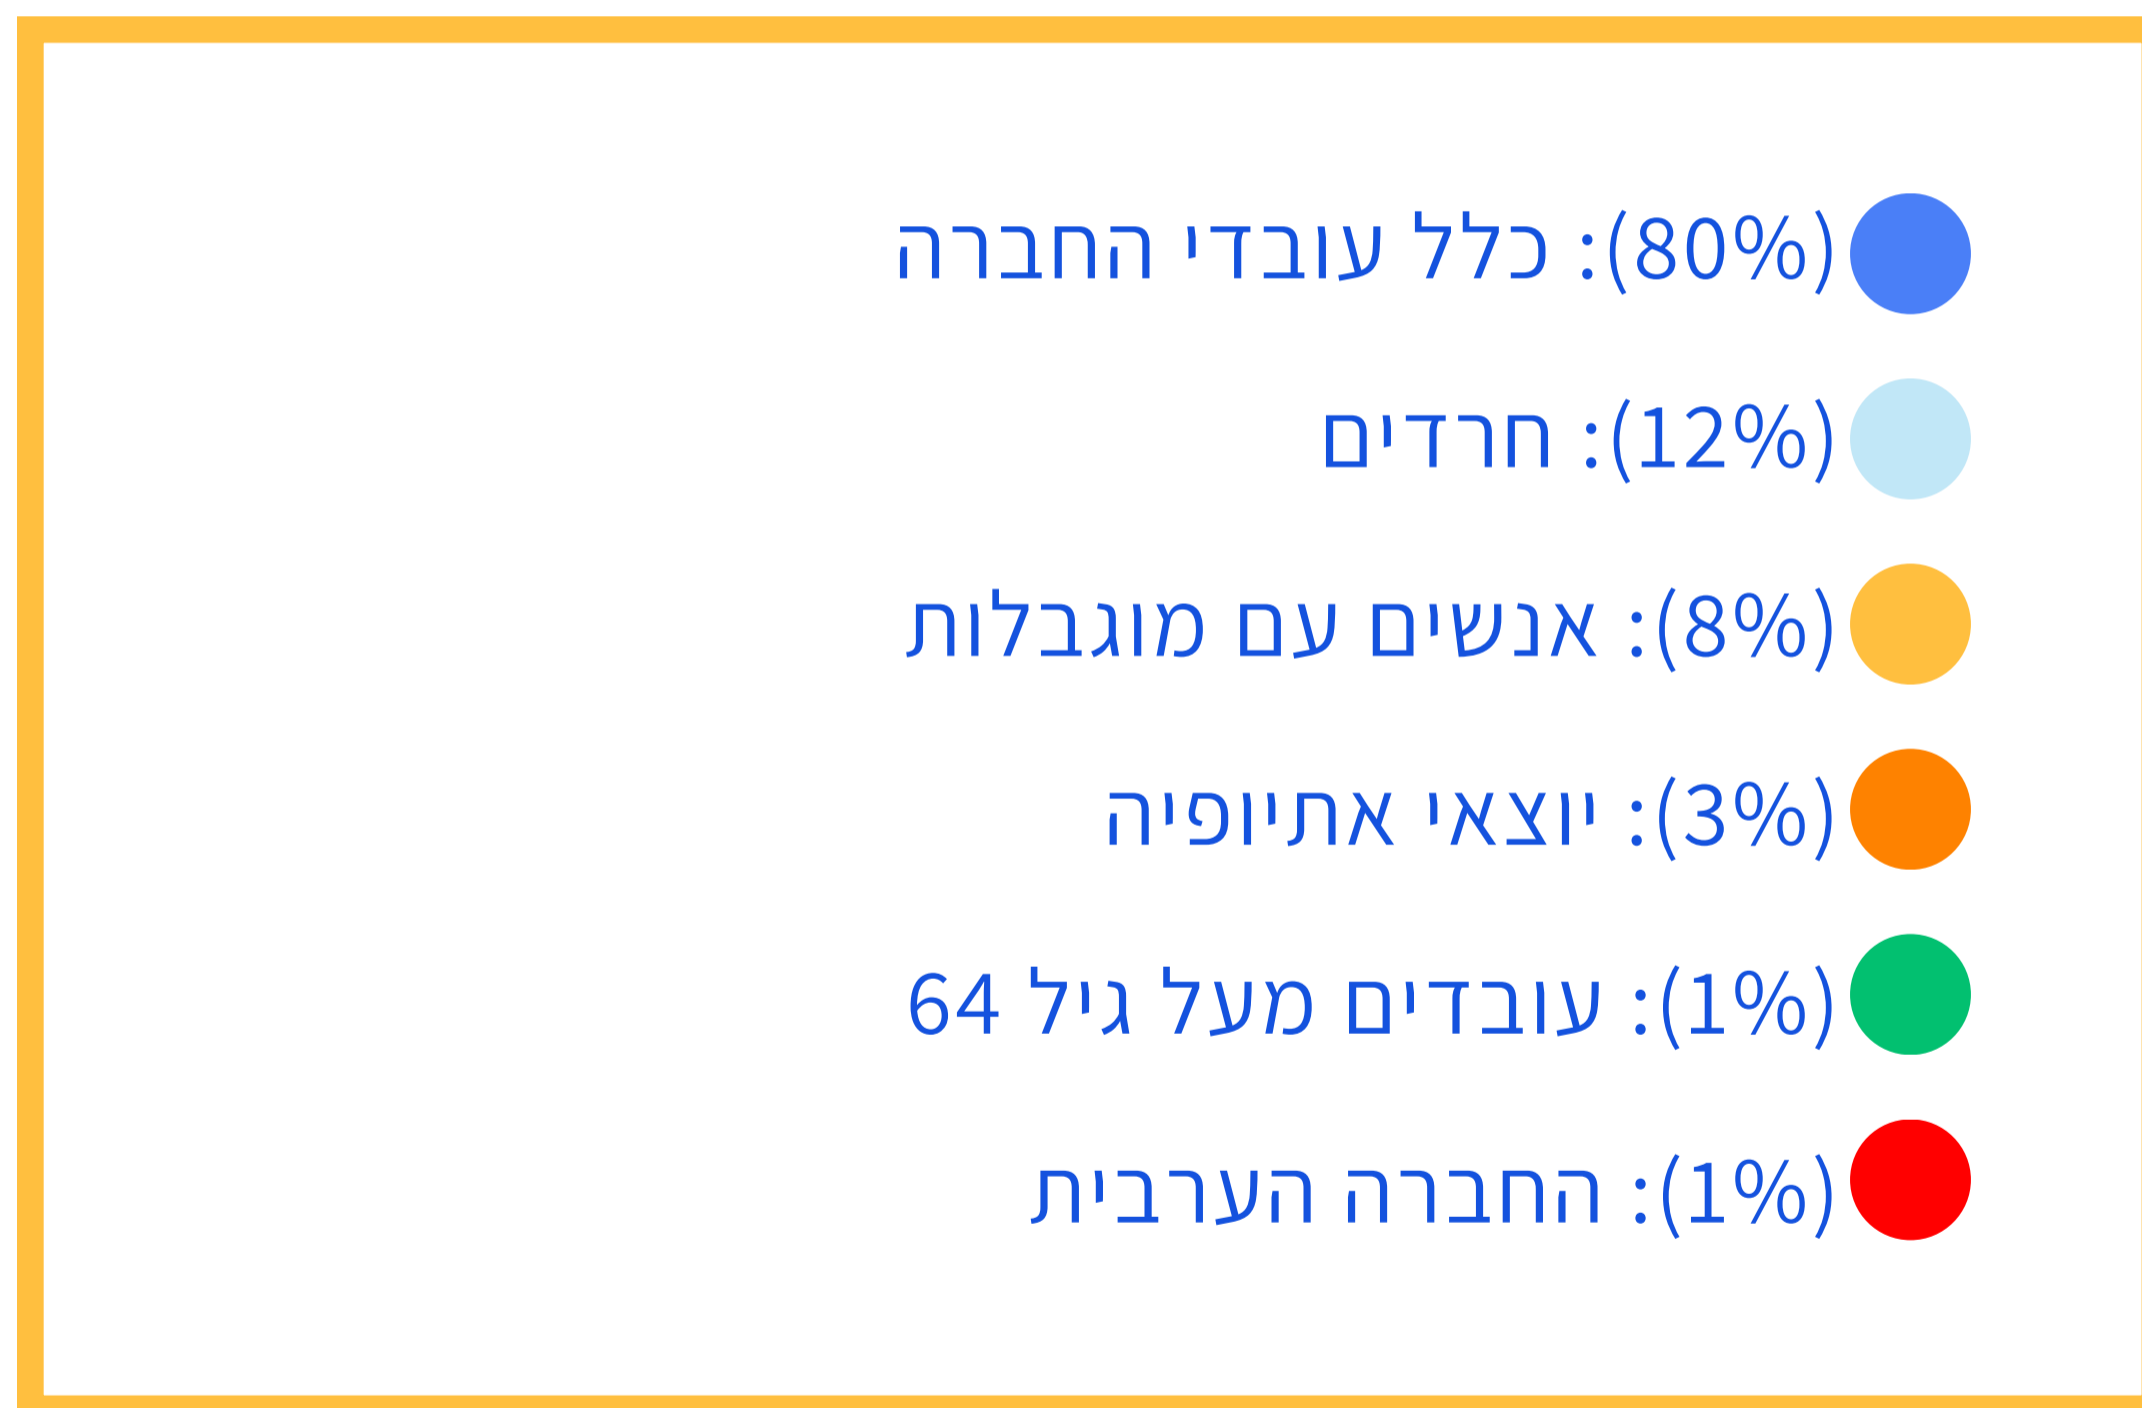 (80%): כלל עובדי החברה
(12%): חרדים
(8%): אנשים עם מוגבלות
(3%): יוצאי אתיופיה
(1%): עובדים מעל גיל 64
(1%): החברה הערבית